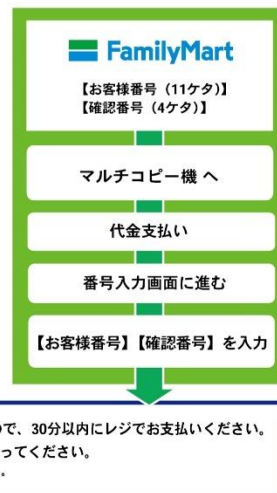 FamilyMart
【お客様番号（11ケタ）】
【確認番号（4ケタ）】
マルチコピー機 へ
代金支払い
番号入力画面に進む
【お客様番号】【確認番号】を入力
ので、30分以内にレジでお支払いください。
ってください。
。